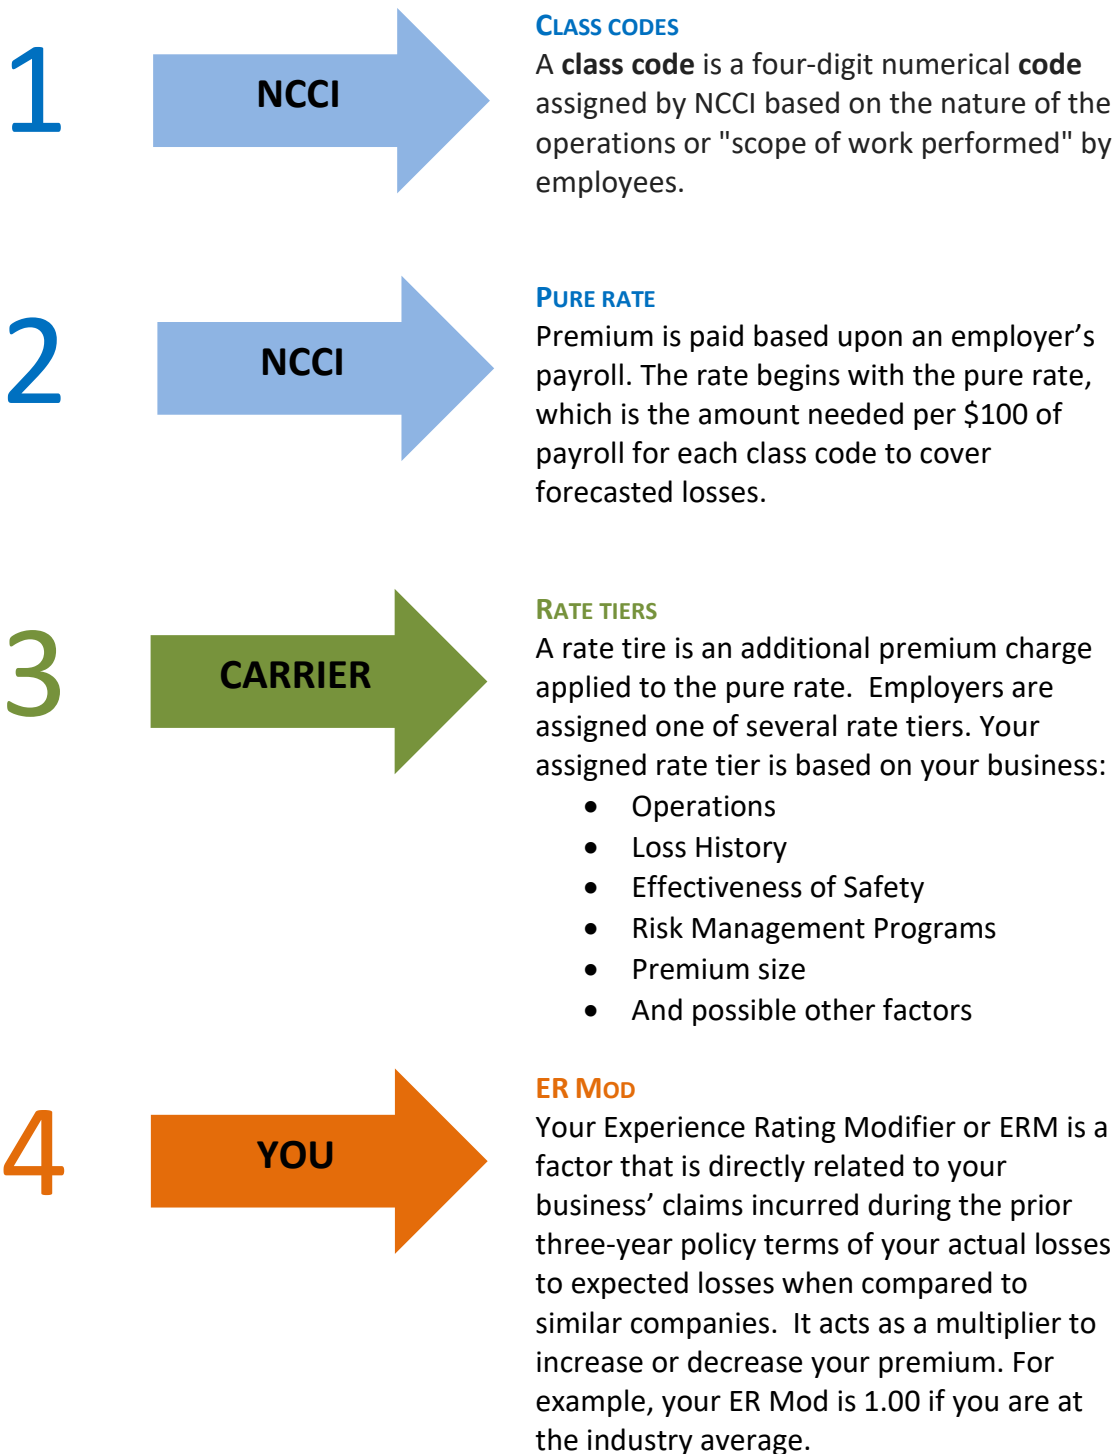 1
NCCI
CLASS CODES
A class code is a four-digit numerical code
assigned by NCCI based on the nature of the
operations or "scope of work performed" by
employees.
2
NCCI
PURE RATE
Premium is paid based upon an employer’s
payroll. The rate begins with the pure rate,
which is the amount needed per $100 of
payroll for each class code to cover
forecasted losses.
3
CARRIER
RATE TIERS
A rate tire is an additional premium charge
applied to the pure rate.  Employers are
assigned one of several rate tiers. Your
assigned rate tier is based on your business:
• Operations
• Loss History
• Effectiveness of Safety
• Risk Management Programs
• Premium size
• And possible other factors
4
YOU
ER MOD
Your Experience Rating Modifier or ERM is a
factor that is directly related to your
business’ claims incurred during the prior
three-year policy terms of your actual losses
to expected losses when compared to
similar companies.  It acts as a multiplier to
increase or decrease your premium. For
example, your ER Mod is 1.00 if you are at
the industry average.